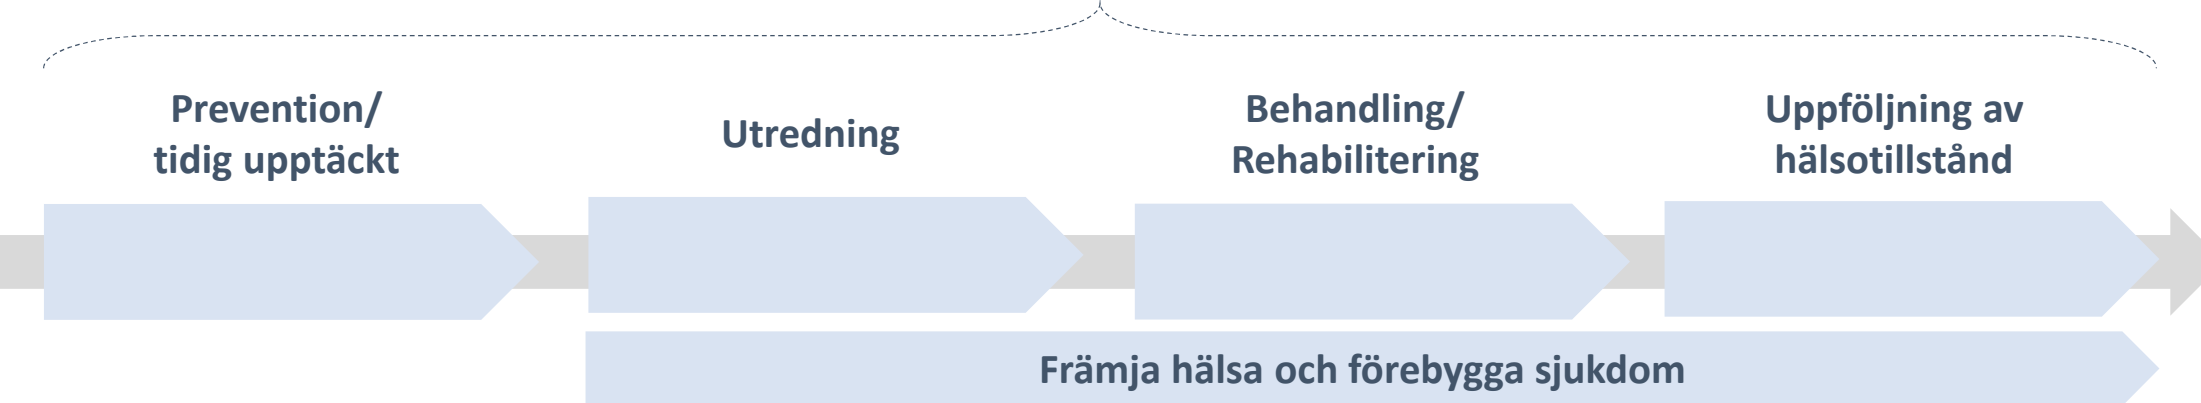 Prevention/
tidig upptäckt
Utredning
Behandling/
Rehabilitering
Uppföljning av
hälsotillstånd
Främja hälsa och förebygga sjukdom